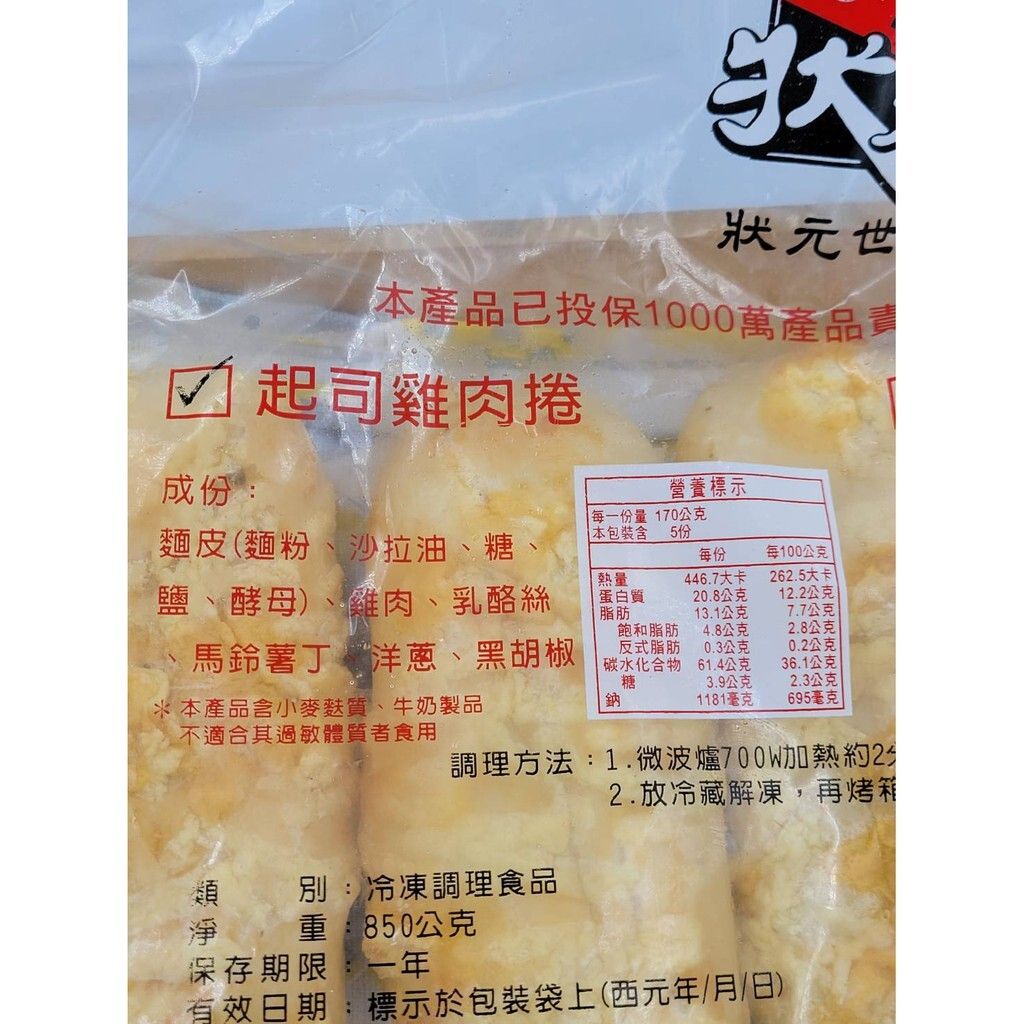 狀
狀元世
本產品已投保1000萬產品責
起司雞肉捲
成份：
麵皮(麵粉、沙拉油、糖、
鹽、酵母)、雞肉、乳酪絲
、馬鈴薯丁、洋蔥、黑胡椒
＊本產品含小麥麩質、牛奶製品
不適合其過敏體質者食用
營養標示
每一份量 170公克
本包裝含 5份
每份 每100公克
熱量 446.7大卡 262.5大卡
蛋白質 20.8公克 12.2公克
脂肪 13.1公克 7.7公克
飽和脂肪 4.8公克 2.8公克
反式脂肪 0.3公克 0.2公克
碳水化合物 61.4公克 36.1公克
糖 3.9公克 2.3公克
鈉 1181毫克 695毫克
調理方法：1.微波爐700W加熱約2分
2.放冷藏解凍，再烤箱
類別：冷凍調理食品
淨重：850公克
保存期限：一年
有效日期：標示於包裝袋上(西元年/月/日)